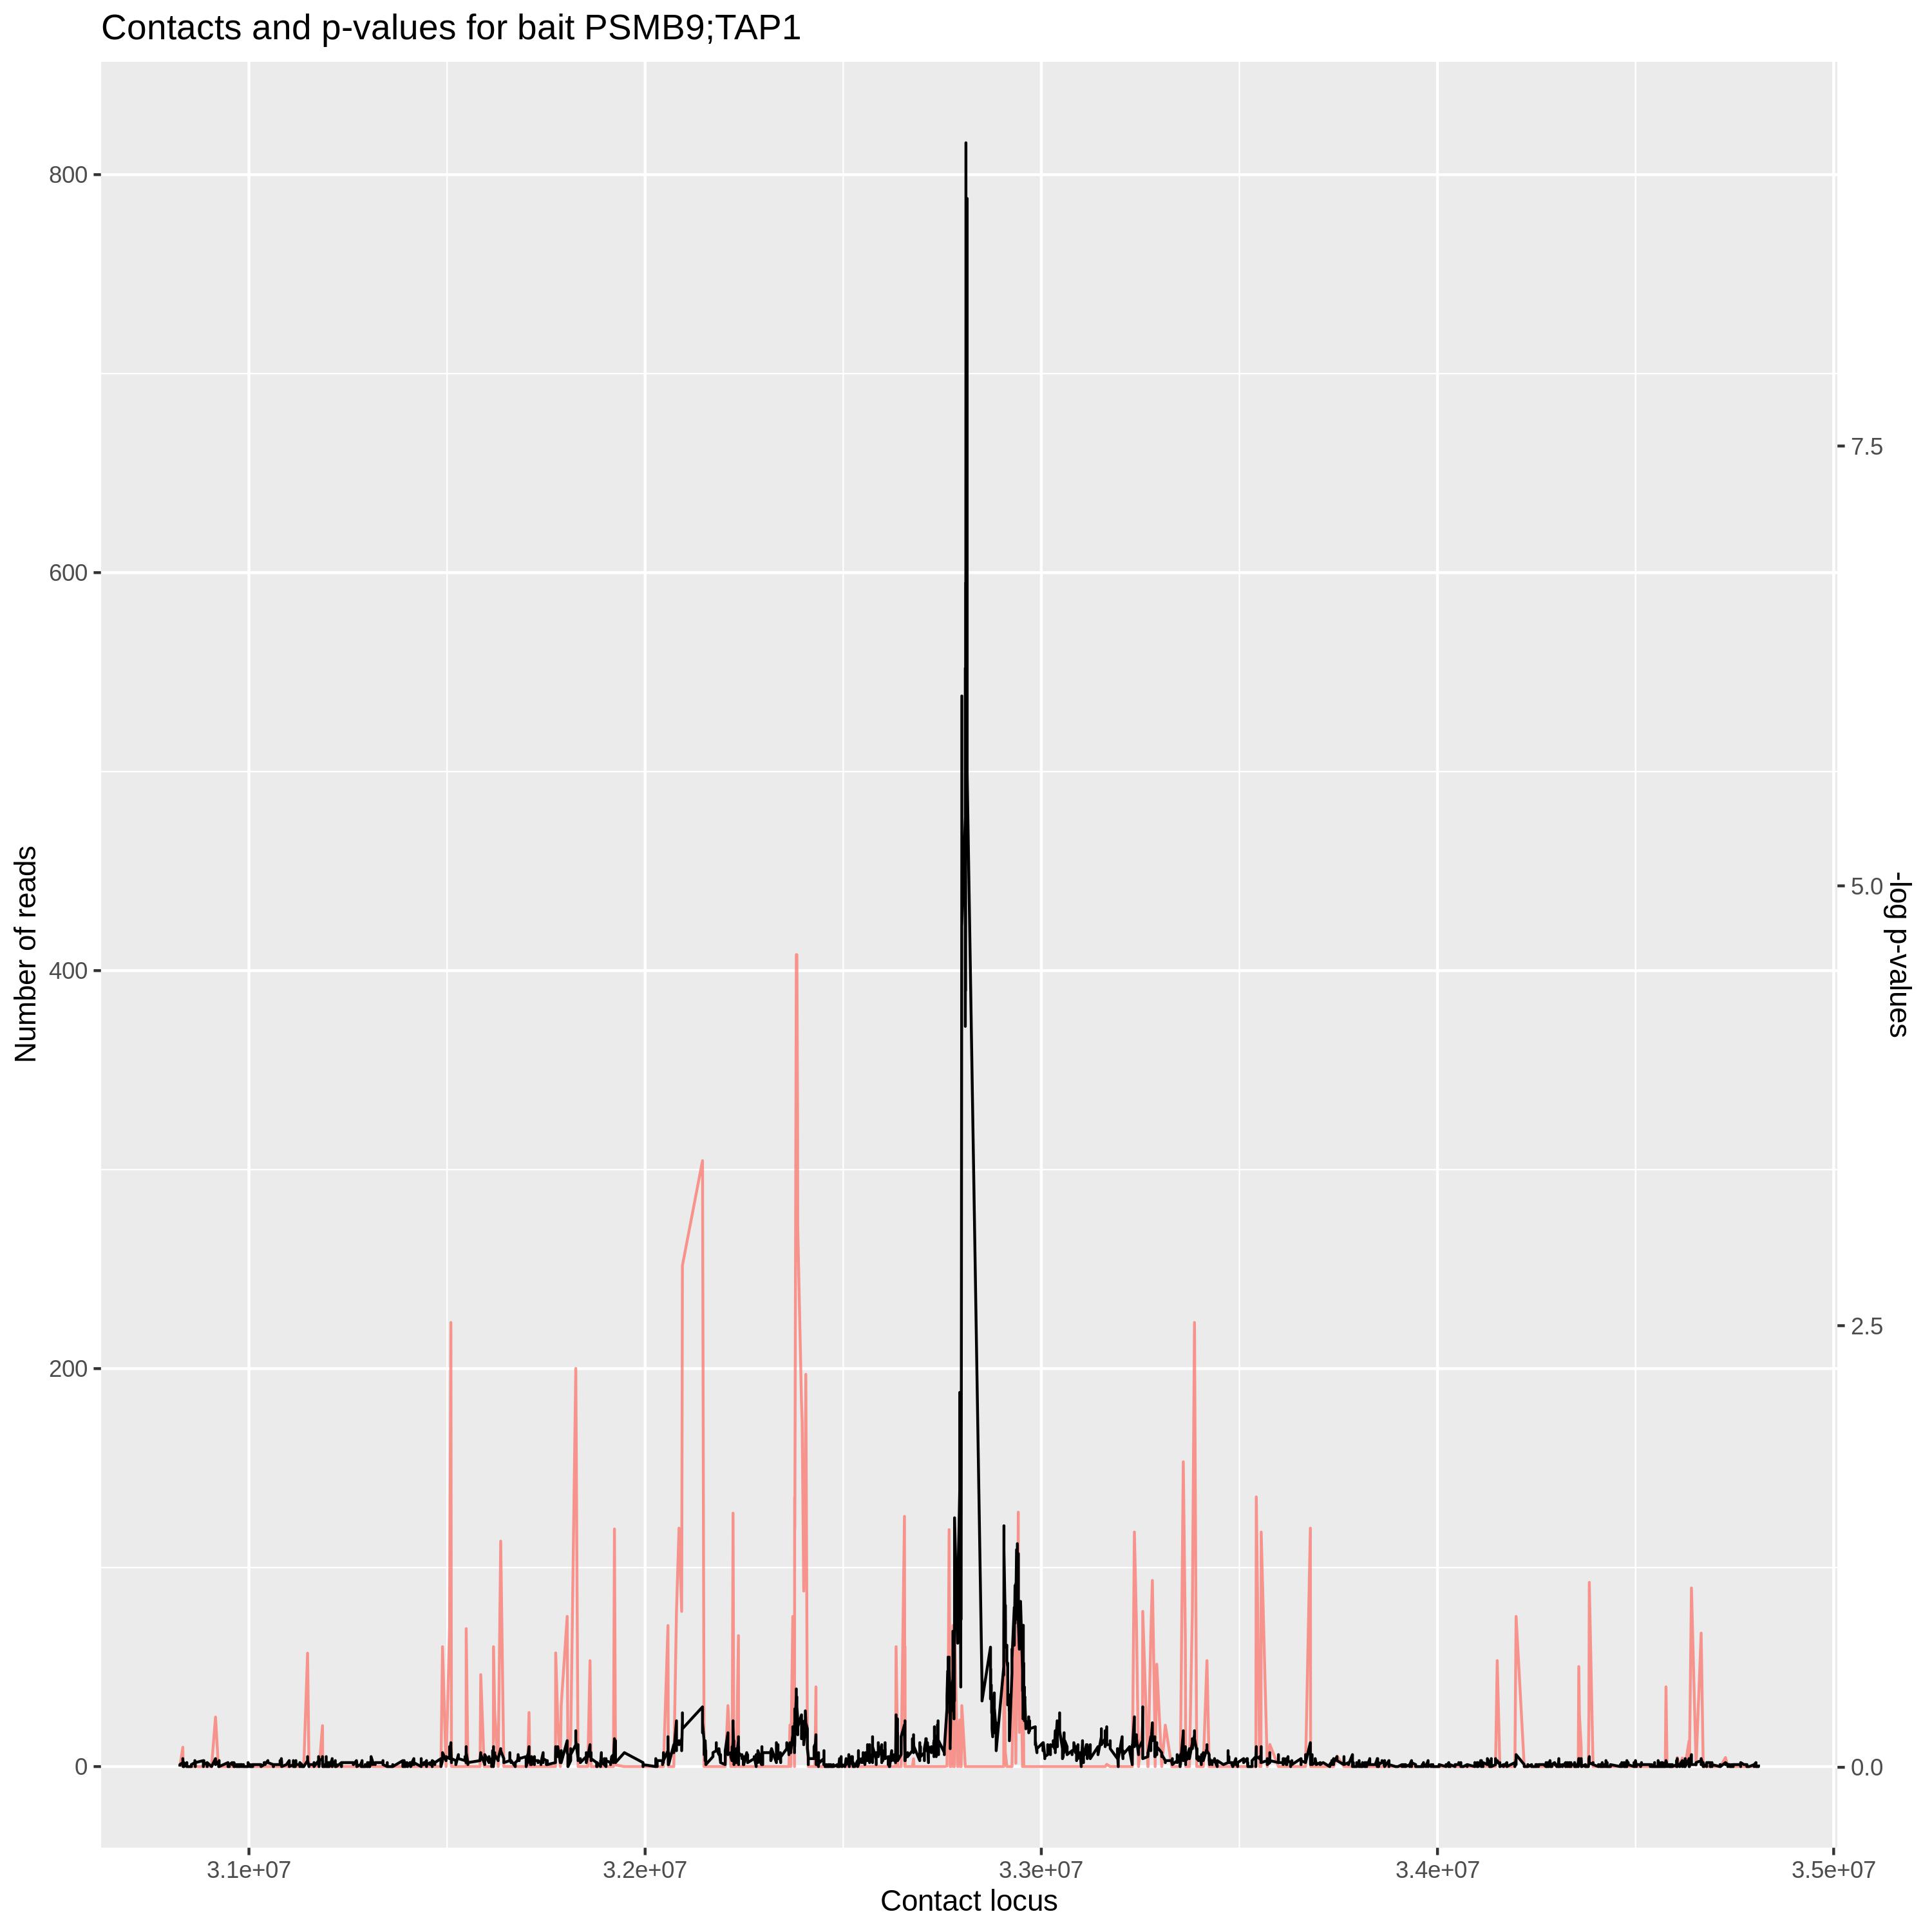 Contacts and p-values for bait PSMB9;TAP1
800
600
400
200
0
Number of reads
7.5
5.0
2.5
0.0
-log p-values
3.1e+07
3.2e+07
3.3e+07
3.4e+07
3.5e+07
Contact locus